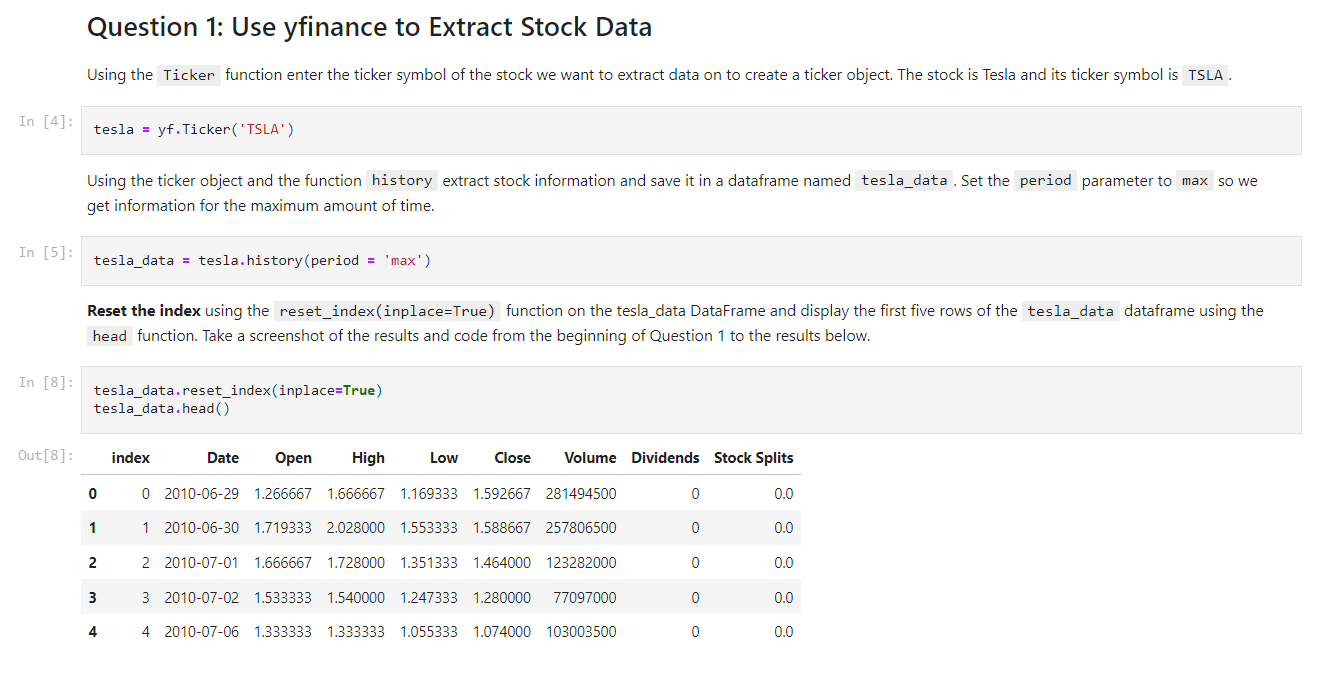 Question 1: Use yfinance to Extract Stock Data
Using the Ticker function enter the ticker symbol of the stock we want to extract data on to create a ticker object. The stock is Tesla and its ticker symbol is TSLA .
In [4]: tesla = yf.Ticker('TSLA')
Using the ticker object and the function history extract stock information and save it in a dataframe named tesla_data . Set the period parameter to max so we
get information for the maximum amount of time.
In [5]: tesla_data = tesla.history(period = 'max')
Reset the index using the reset_index(inplace=True) function on the tesla_data DataFrame and display the first five rows of the tesla_data dataframe using the
head function. Take a screenshot of the results and code from the beginning of Question 1 to the results below.
In [8]: tesla_data.reset_index(inplace=True)
tesla_data.head()
Out[8]: index Date Open High Low Close Volume Dividends Stock Splits
0 0 2010-06-29 1.266667 1.666667 1.169333 1.592667 281494500 0 0.0
1 1 2010-06-30 1.719333 2.028000 1.553333 1.588667 257806500 0 0.0
2 2 2010-07-01 1.666667 1.728000 1.351333 1.464000 123282000 0 0.0
3 3 2010-07-02 1.533333 1.540000 1.247333 1.280000 77097000 0 0.0
4 4 2010-07-06 1.333333 1.333333 1.055333 1.074000 103003500 0 0.0